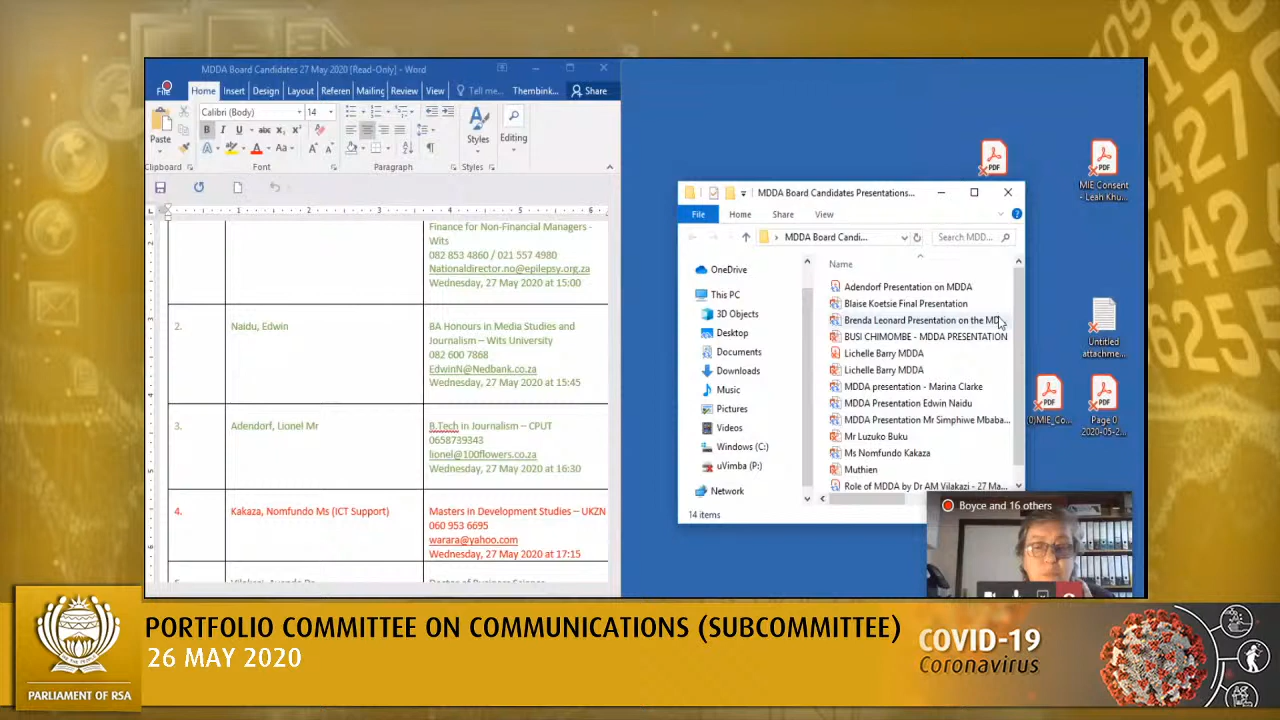 MDDA Board Candidates 27 May 2020 [Read-Only] - Word
File Home Insert Design Layout Referen Mailing Review View Tell me... Thembink... Share
Calibri (Body) 14
Paste
Styles
Editing
Clipboard Font Paragraph Styles
Finance for Non-Financial Managers -
Wits
082 853 4860 / 021 557 4980
Nationaldirector.no@epilepsy.org.za
Wednesday, 27 May 2020 at 15:00
2.
Naidu, Edwin
BA Honours in Media Studies and
Journalism – Wits University
082 600 7868
EdwinN@Nedbank.co.za
Wednesday, 27 May 2020 at 15:45
3.
Adendorf, Lionel Mr
B.Tech in Journalism – CPUT
0658739343
lionel@100flowers.co.za
Wednesday, 27 May 2020 at 16:30
4.
Kakaza, Nomfundo Ms (ICT Support)
Masters in Development Studies – UKZN
060 953 6695
warara@yahoo.com
Wednesday, 27 May 2020 at 17:15
MDDA Board Candidates Presentations...
File Home Share View
MDDA Board Candi...
Search MDD...
OneDrive
This PC
3D Objects
Desktop
Documents
Downloads
Music
Pictures
Videos
Windows (C:)
uVimba (P:)
Network
Name
Adendorf Presentation on MDDA
Blaise Koetsie Final Presentation
Brenda Leonard Presentation on the MD
BUSI CHIMOMBE - MDDA PRESENTATION
Lichelle Barry MDDA
Lichelle Barry MDDA
MDDA presentation - Marina Clarke
MDDA Presentation Edwin Naidu
MDDA Presentation Mr Simphiwe Mbaba...
Mr Luzuko Buku
Ms Nomfundo Kakaza
Muthien
Role of MDDA by Dr AM Vilakazi - 27 Ma...
14 items
PDF
PDF
MIE Consent
- Leah Khu...
Untitled
attachme...
PDF
PDF
Page 0
Boyce and 16 others
PORTFOLIO COMMITTEE ON COMMUNICATIONS (SUBCOMMITTEE)
26 MAY 2020
PARLIAMENT OF RSA
COVID-19
Coronavirus